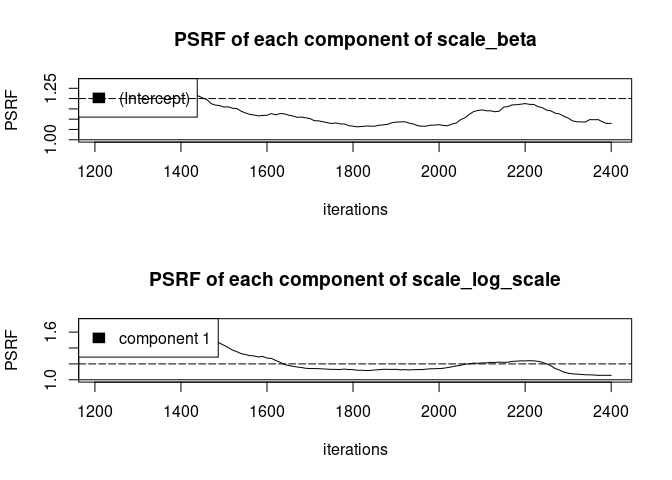 PSRF of each component of scale_beta
PSRF
1.00 1.25
(Intercept)
1200 1400 1600 1800 2000 2200 2400
iterations
PSRF of each component of scale_log_scale
PSRF
1.0 1.6
component 1
1200 1400 1600 1800 2000 2200 2400
iterations